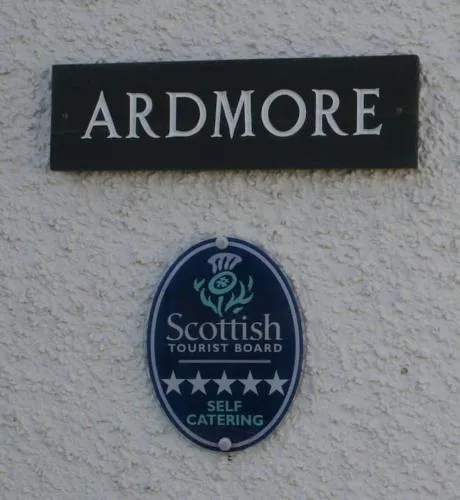 ARDMORE
Scottish
TOURIST BOARD
SELF
CATERING